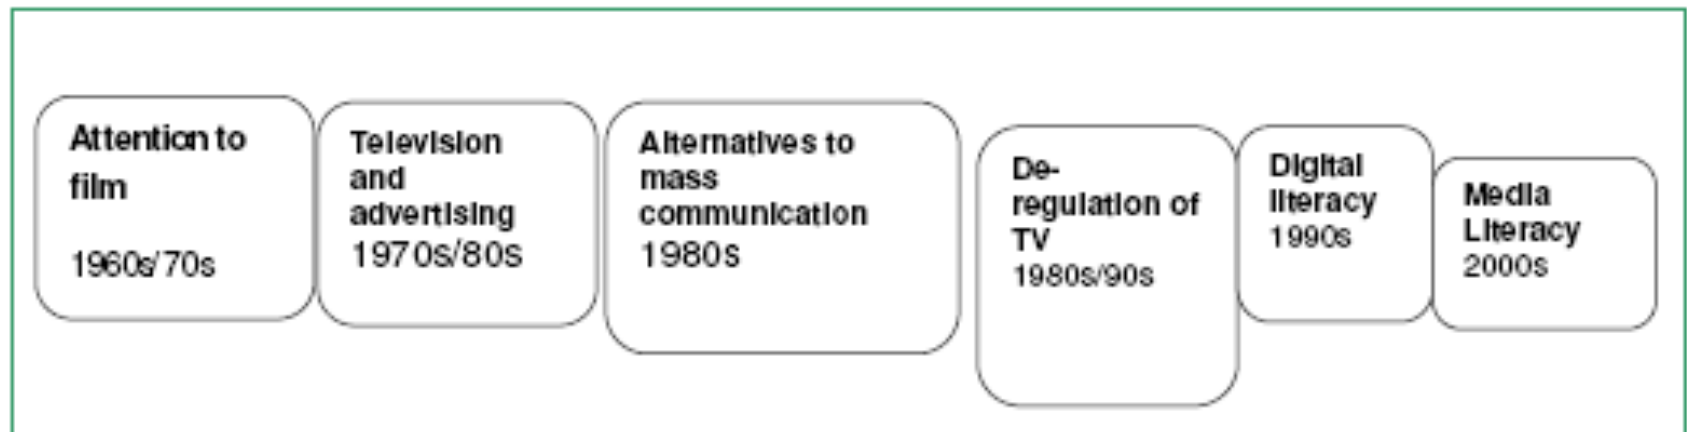 Attention to
film
1960s/70s
Television
and
advertising
1970s/80s
Alternatives to
mass
communication
1980s
De-
regulation of
TV
1980s/90s
Digital
literacy
1990s
Media
Literacy
2000s